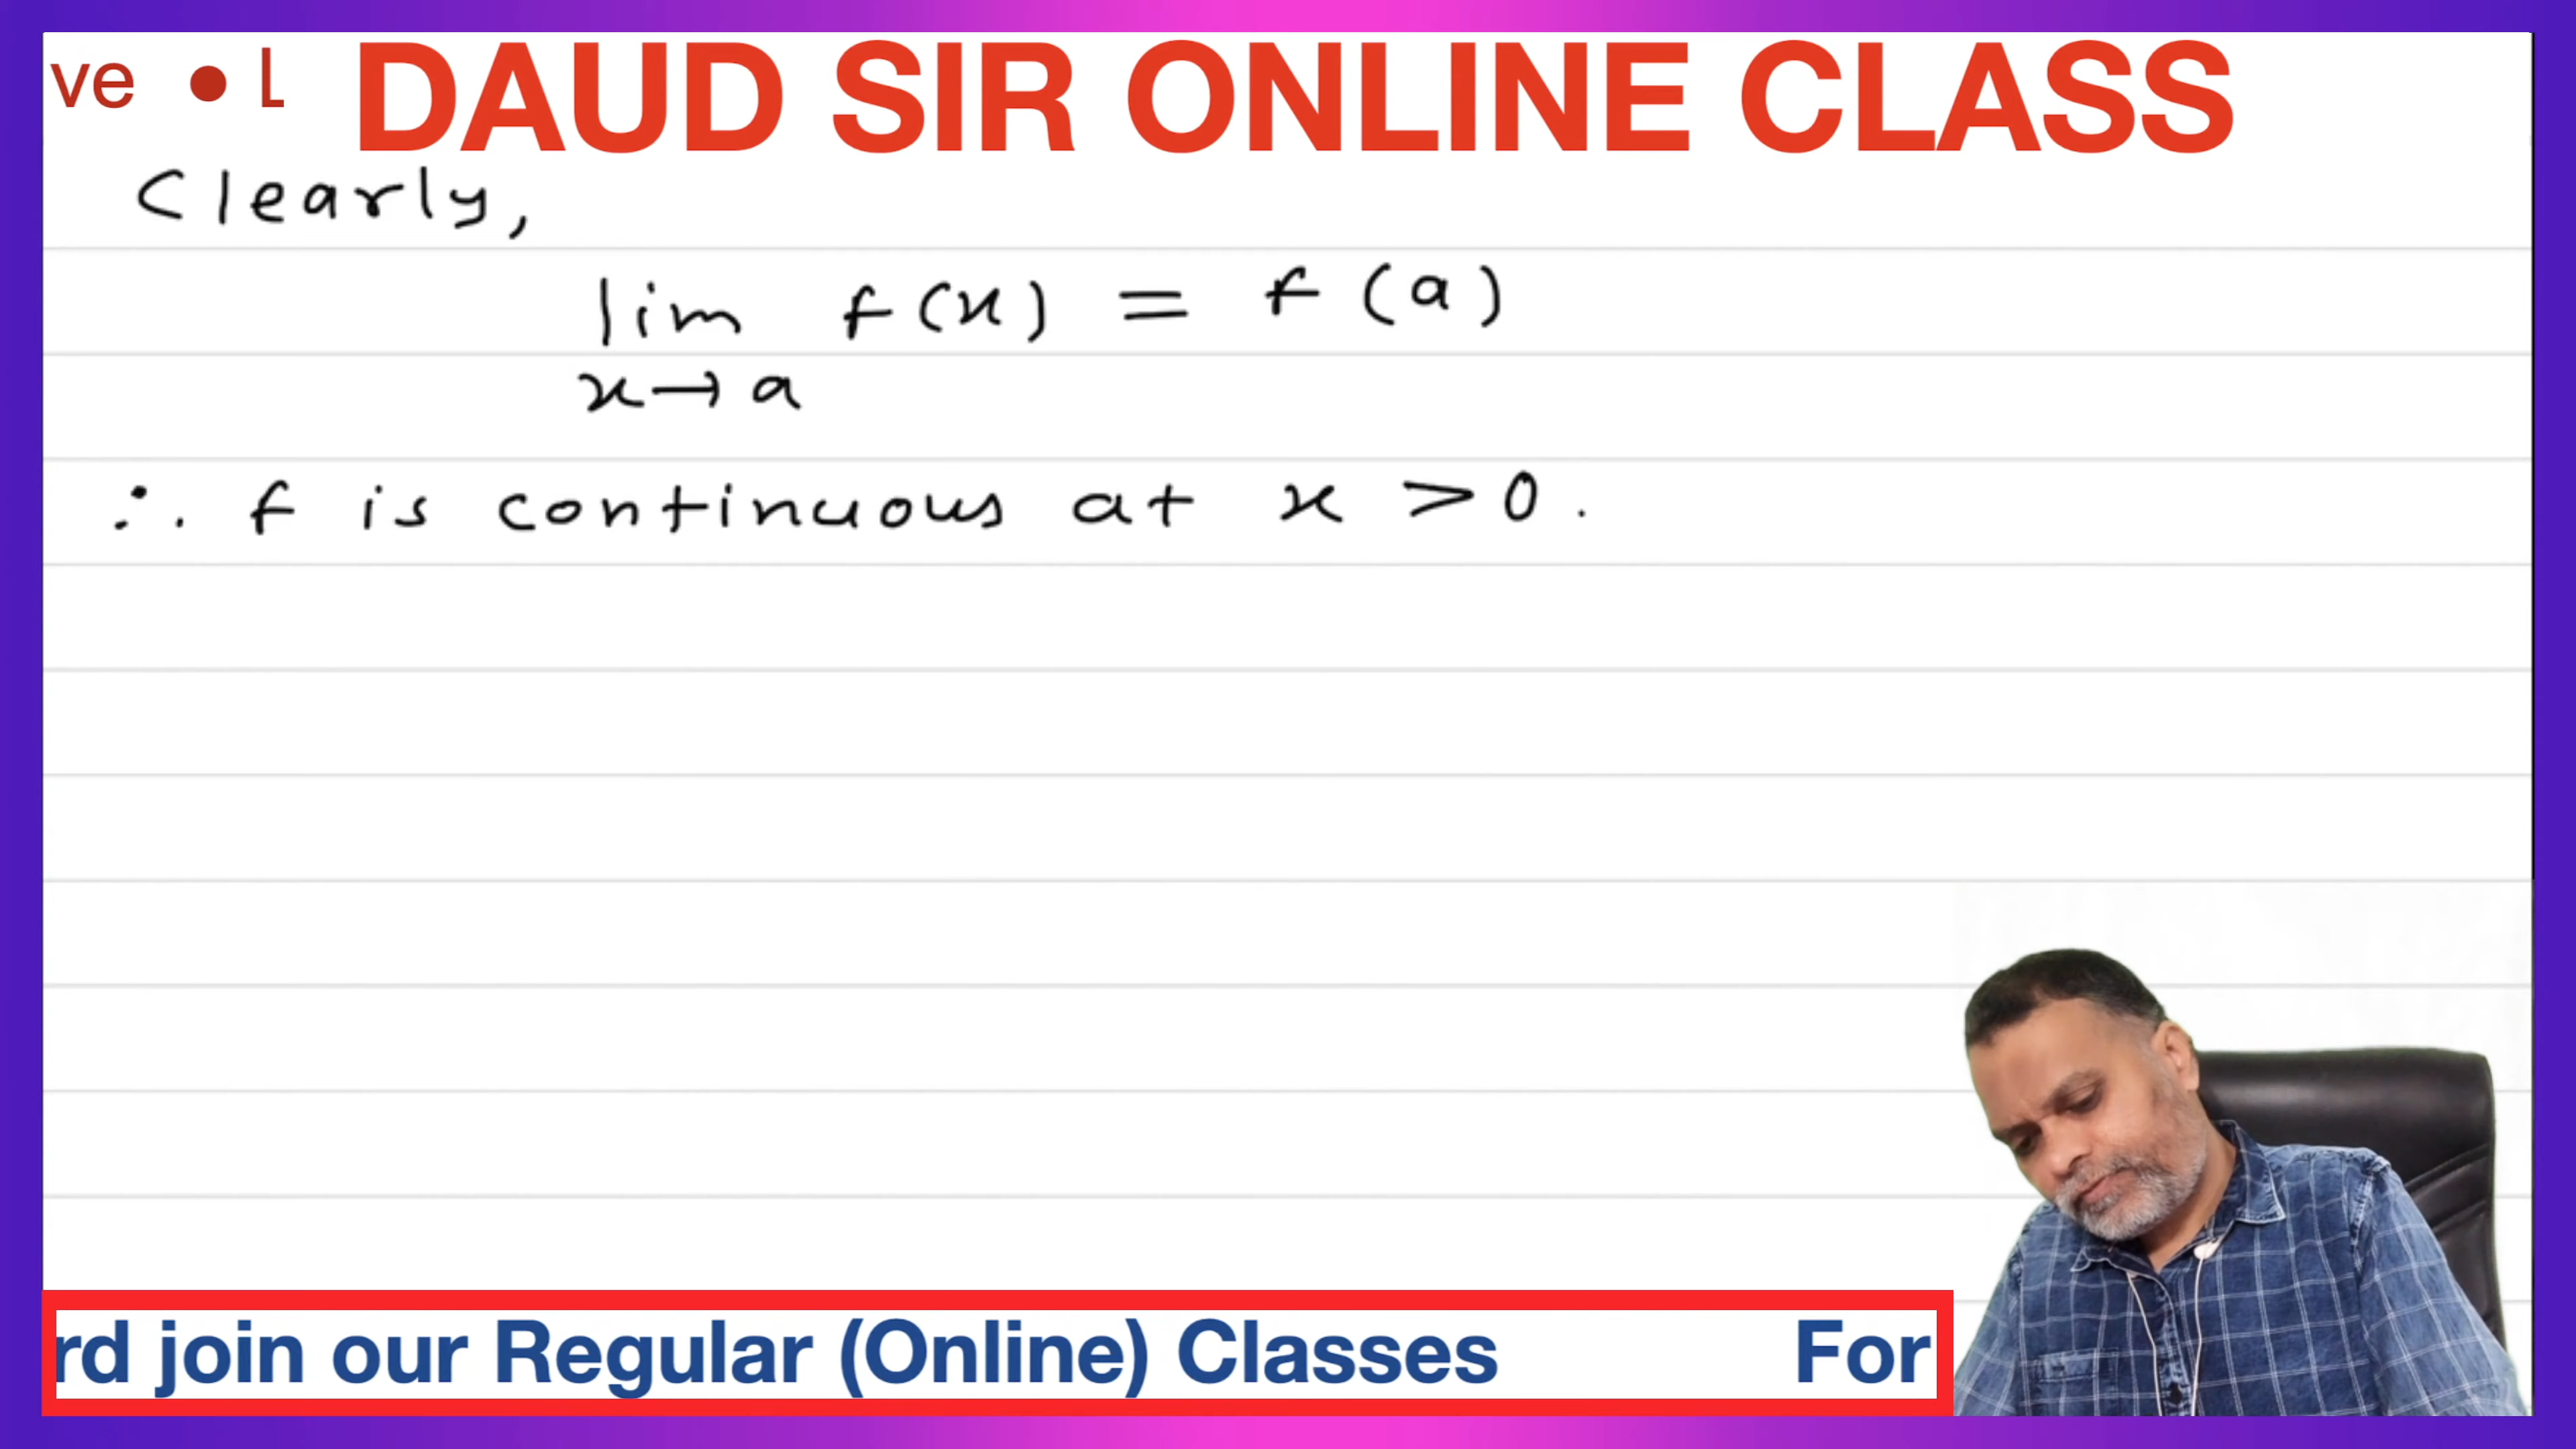 ve ● L DAUD SIR ONLINE CLASS
Clearly,
lim f(x) = f(a)
x→a
∴ f is continuous at x > 0.
rd join our Regular (Online) Classes For